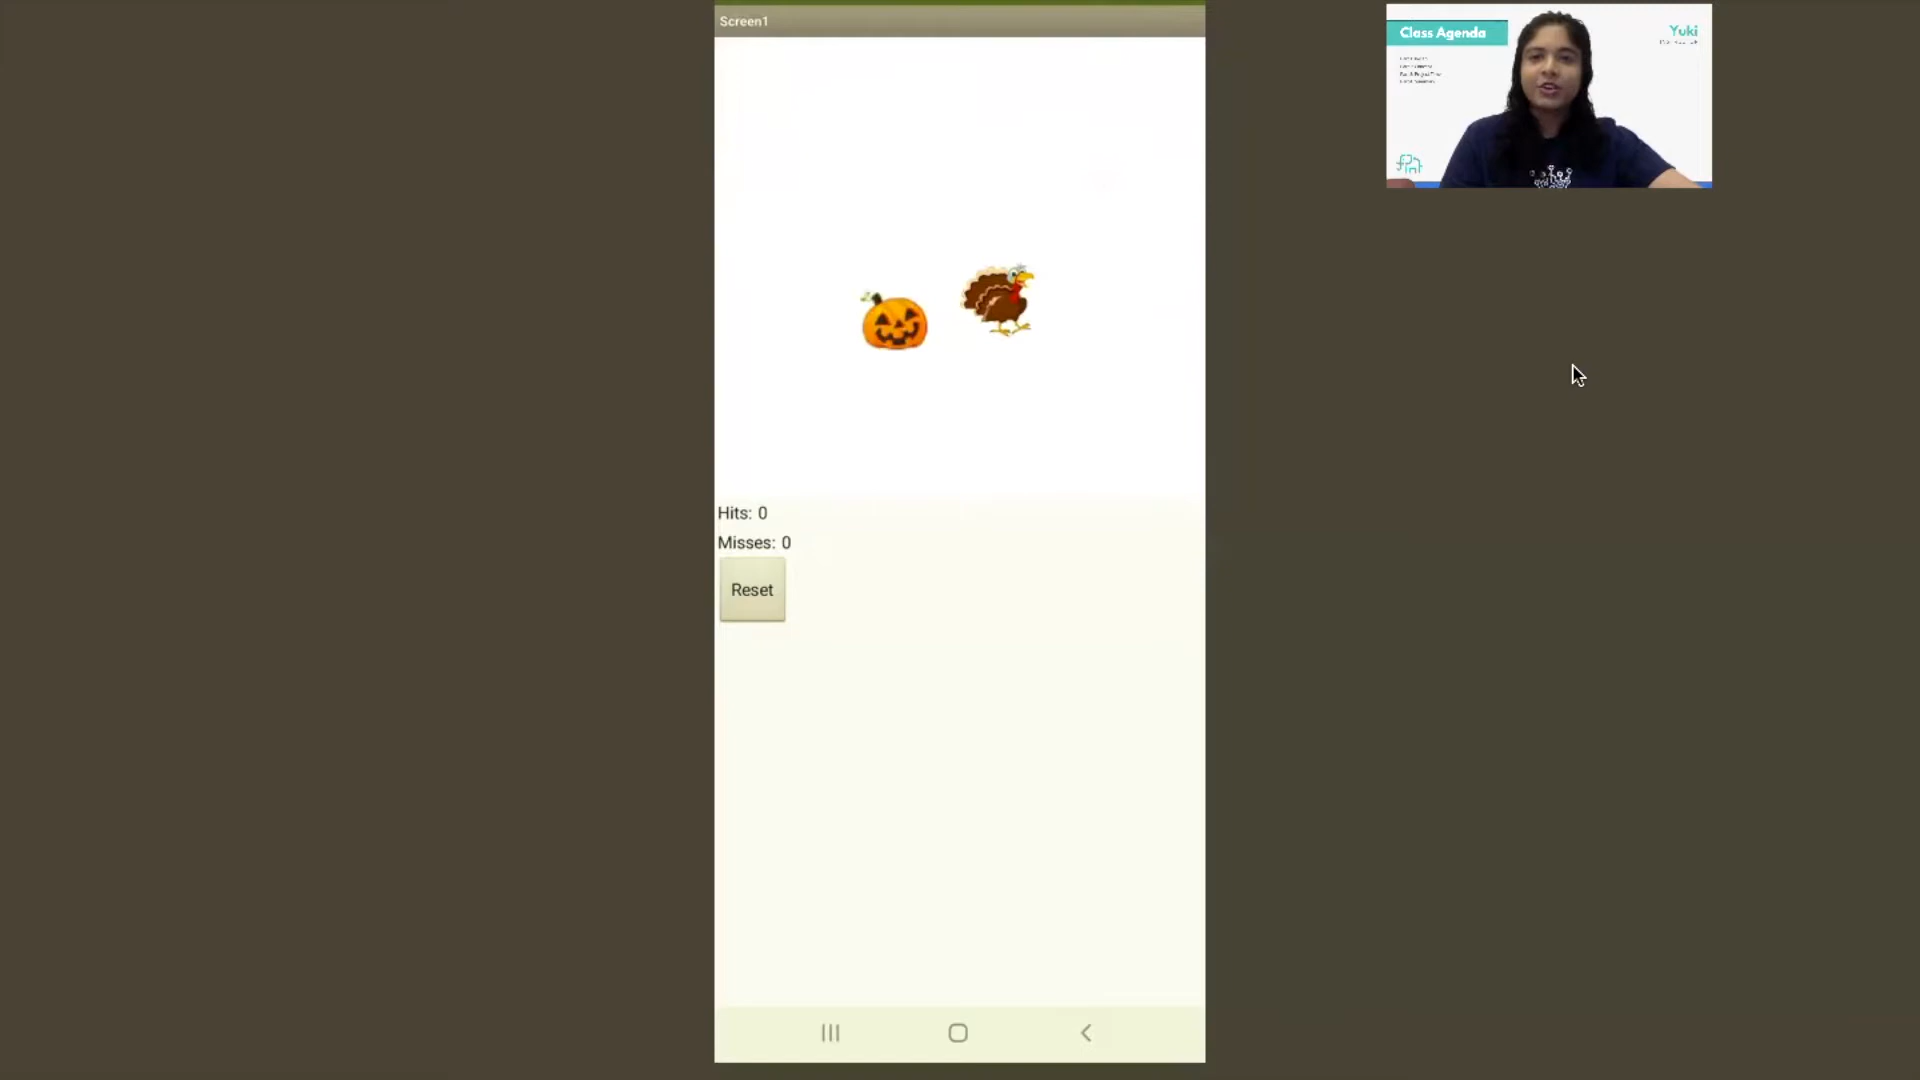 Screen1
Class Agenda
Yuki
Hits: 0
Misses: 0
Reset